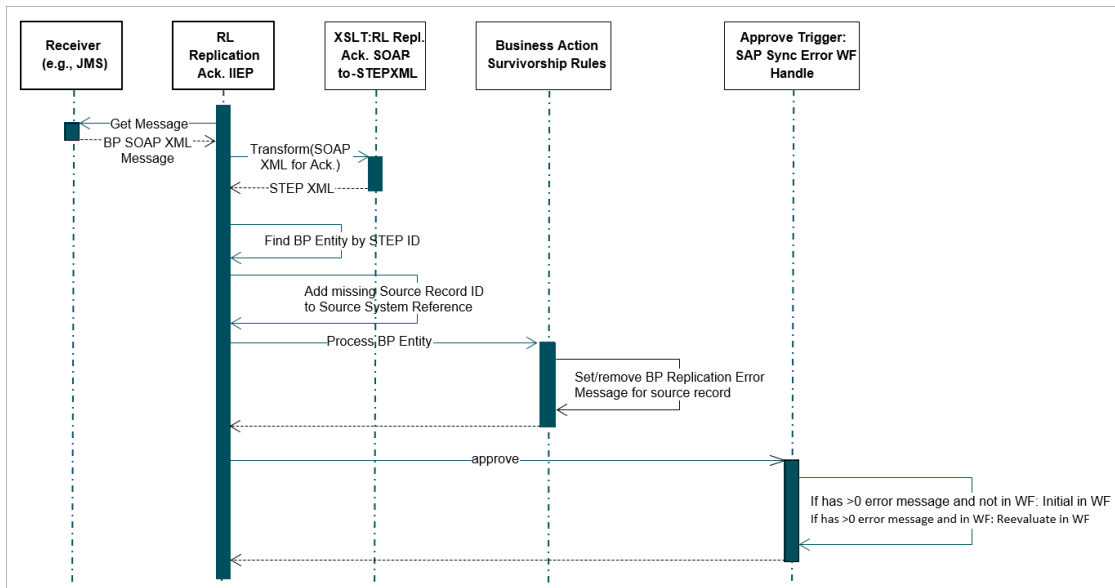 Receiver
(e.g., JMS)
RL
Replication
Ack. IIEP
XSLT:RL Repl.
Ack. SOAP-
to-STEPXML
Business Action
Survivorship Rules
Approve Trigger:
SAP Sync Error WF
Handle
Get Message
BP SOAP XML
Message
Transform(SOAP
XML for Ack.)
STEP XML
Find BP Entity by STEP ID
Add missing Source Record ID
to Source System Reference
Process BP Entity
Set/remove BP Replication Error
Message for source record
approve
If has >0 error message and not in WF: Initial in WF
If has >0 error message and in WF: Reevaluate in WF